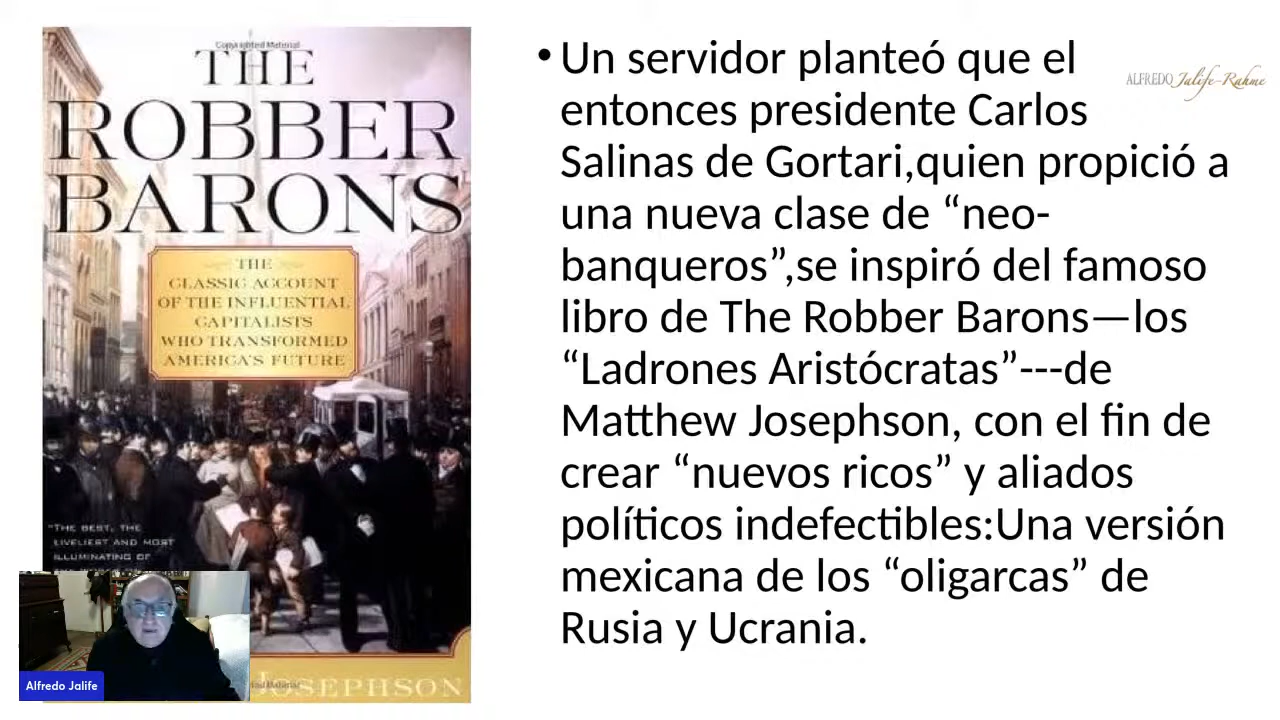 Copyrighted Material
THE
ROBBER
BARONS
THE
CLASSIC ACCOUNT
OF THE INFLUENTIAL
CAPITALISTS
WHO TRANSFORMED
AMERICA'S FUTURE
"THE BEST, THE
LIVELIEST AND MOST
ILLUMINATING OF
JOSEPHSON
Alfredo Jalife
• Un servidor planteó que el
entonces presidente Carlos
Salinas de Gortari,quien propició a
una nueva clase de “neo-
banqueros”,se inspiró del famoso
libro de The Robber Barons—los
“Ladrones Aristócratas”---de
Matthew Josephson, con el fin de
crear “nuevos ricos” y aliados
políticos indefectibles:Una versión
mexicana de los “oligarcas” de
Rusia y Ucrania.
ALFREDO Jalife-Rahme